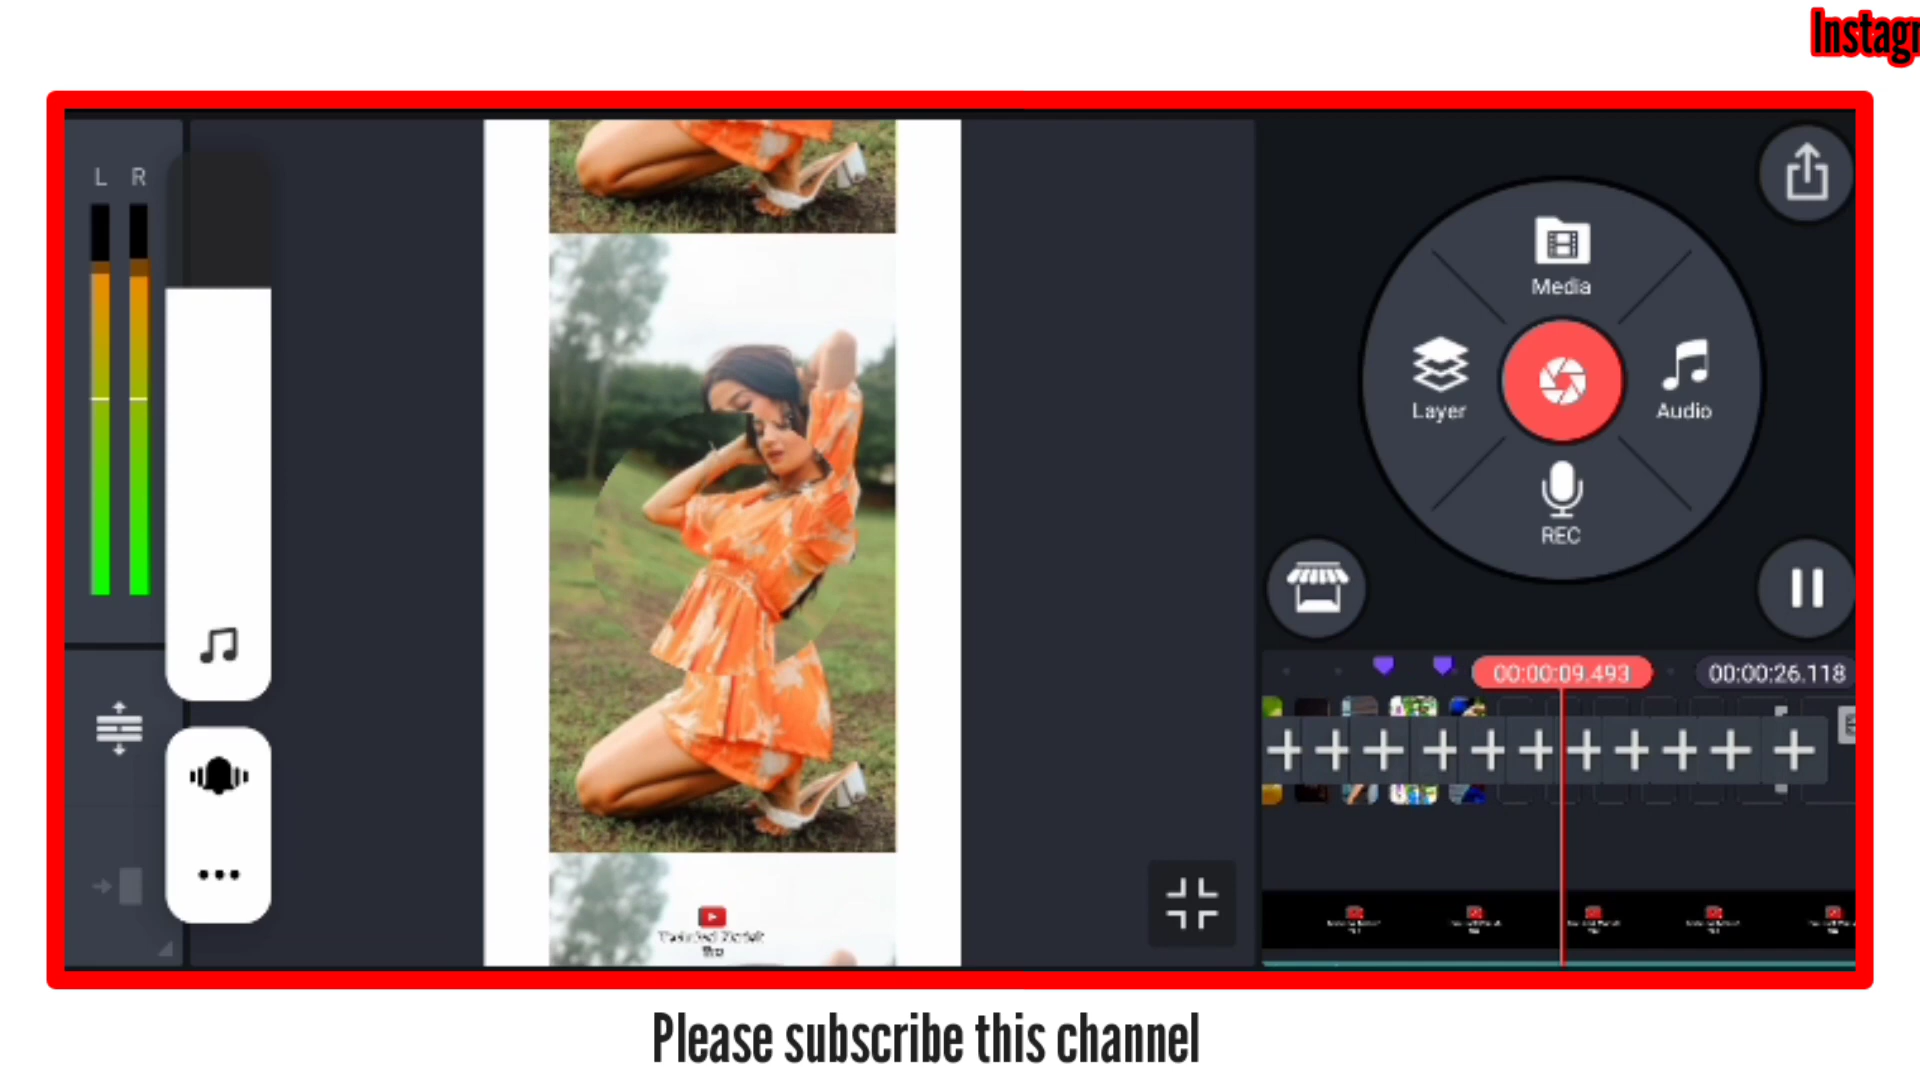 Instagr
L R
Media
Layer
Audio
REC
00:00:09.493
00:00:26.118
Please subscribe this channel